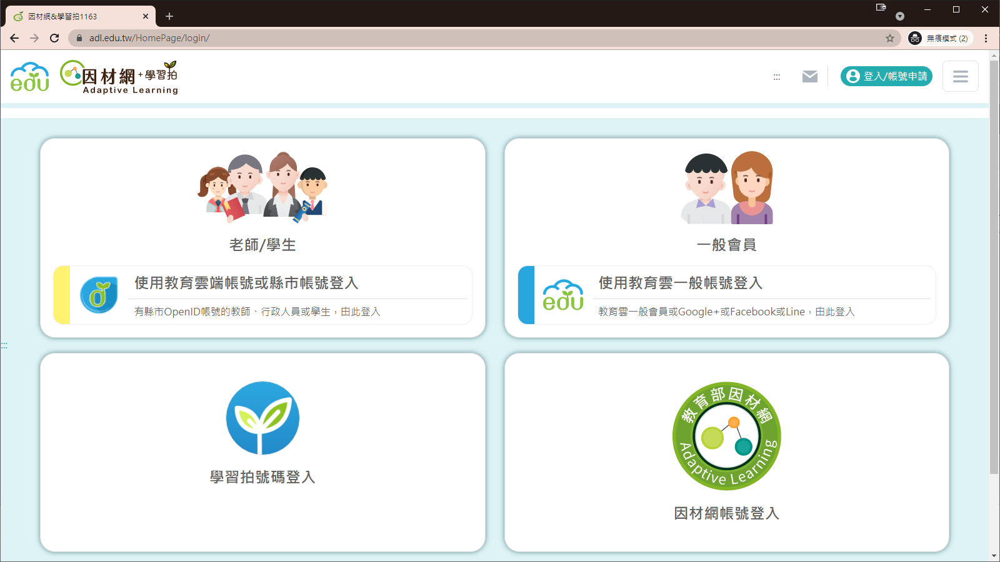 因材網&學習拍1163
adl.edu.tw/HomePage/login/
無痕模式 (2)
edu
因材網+學習拍
Adaptive Learning
:::
登入/帳號申請
老師/學生
使用教育雲端帳號或縣市帳號登入
有縣市OpenID帳號的教師、行政人員或學生，由此登入
一般會員
edu
使用教育雲一般帳號登入
教育雲一般會員或Google+或Facebook或Line，由此登入
:::
學習拍號碼登入
教育部因材網
Adaptive Learning
因材網帳號登入